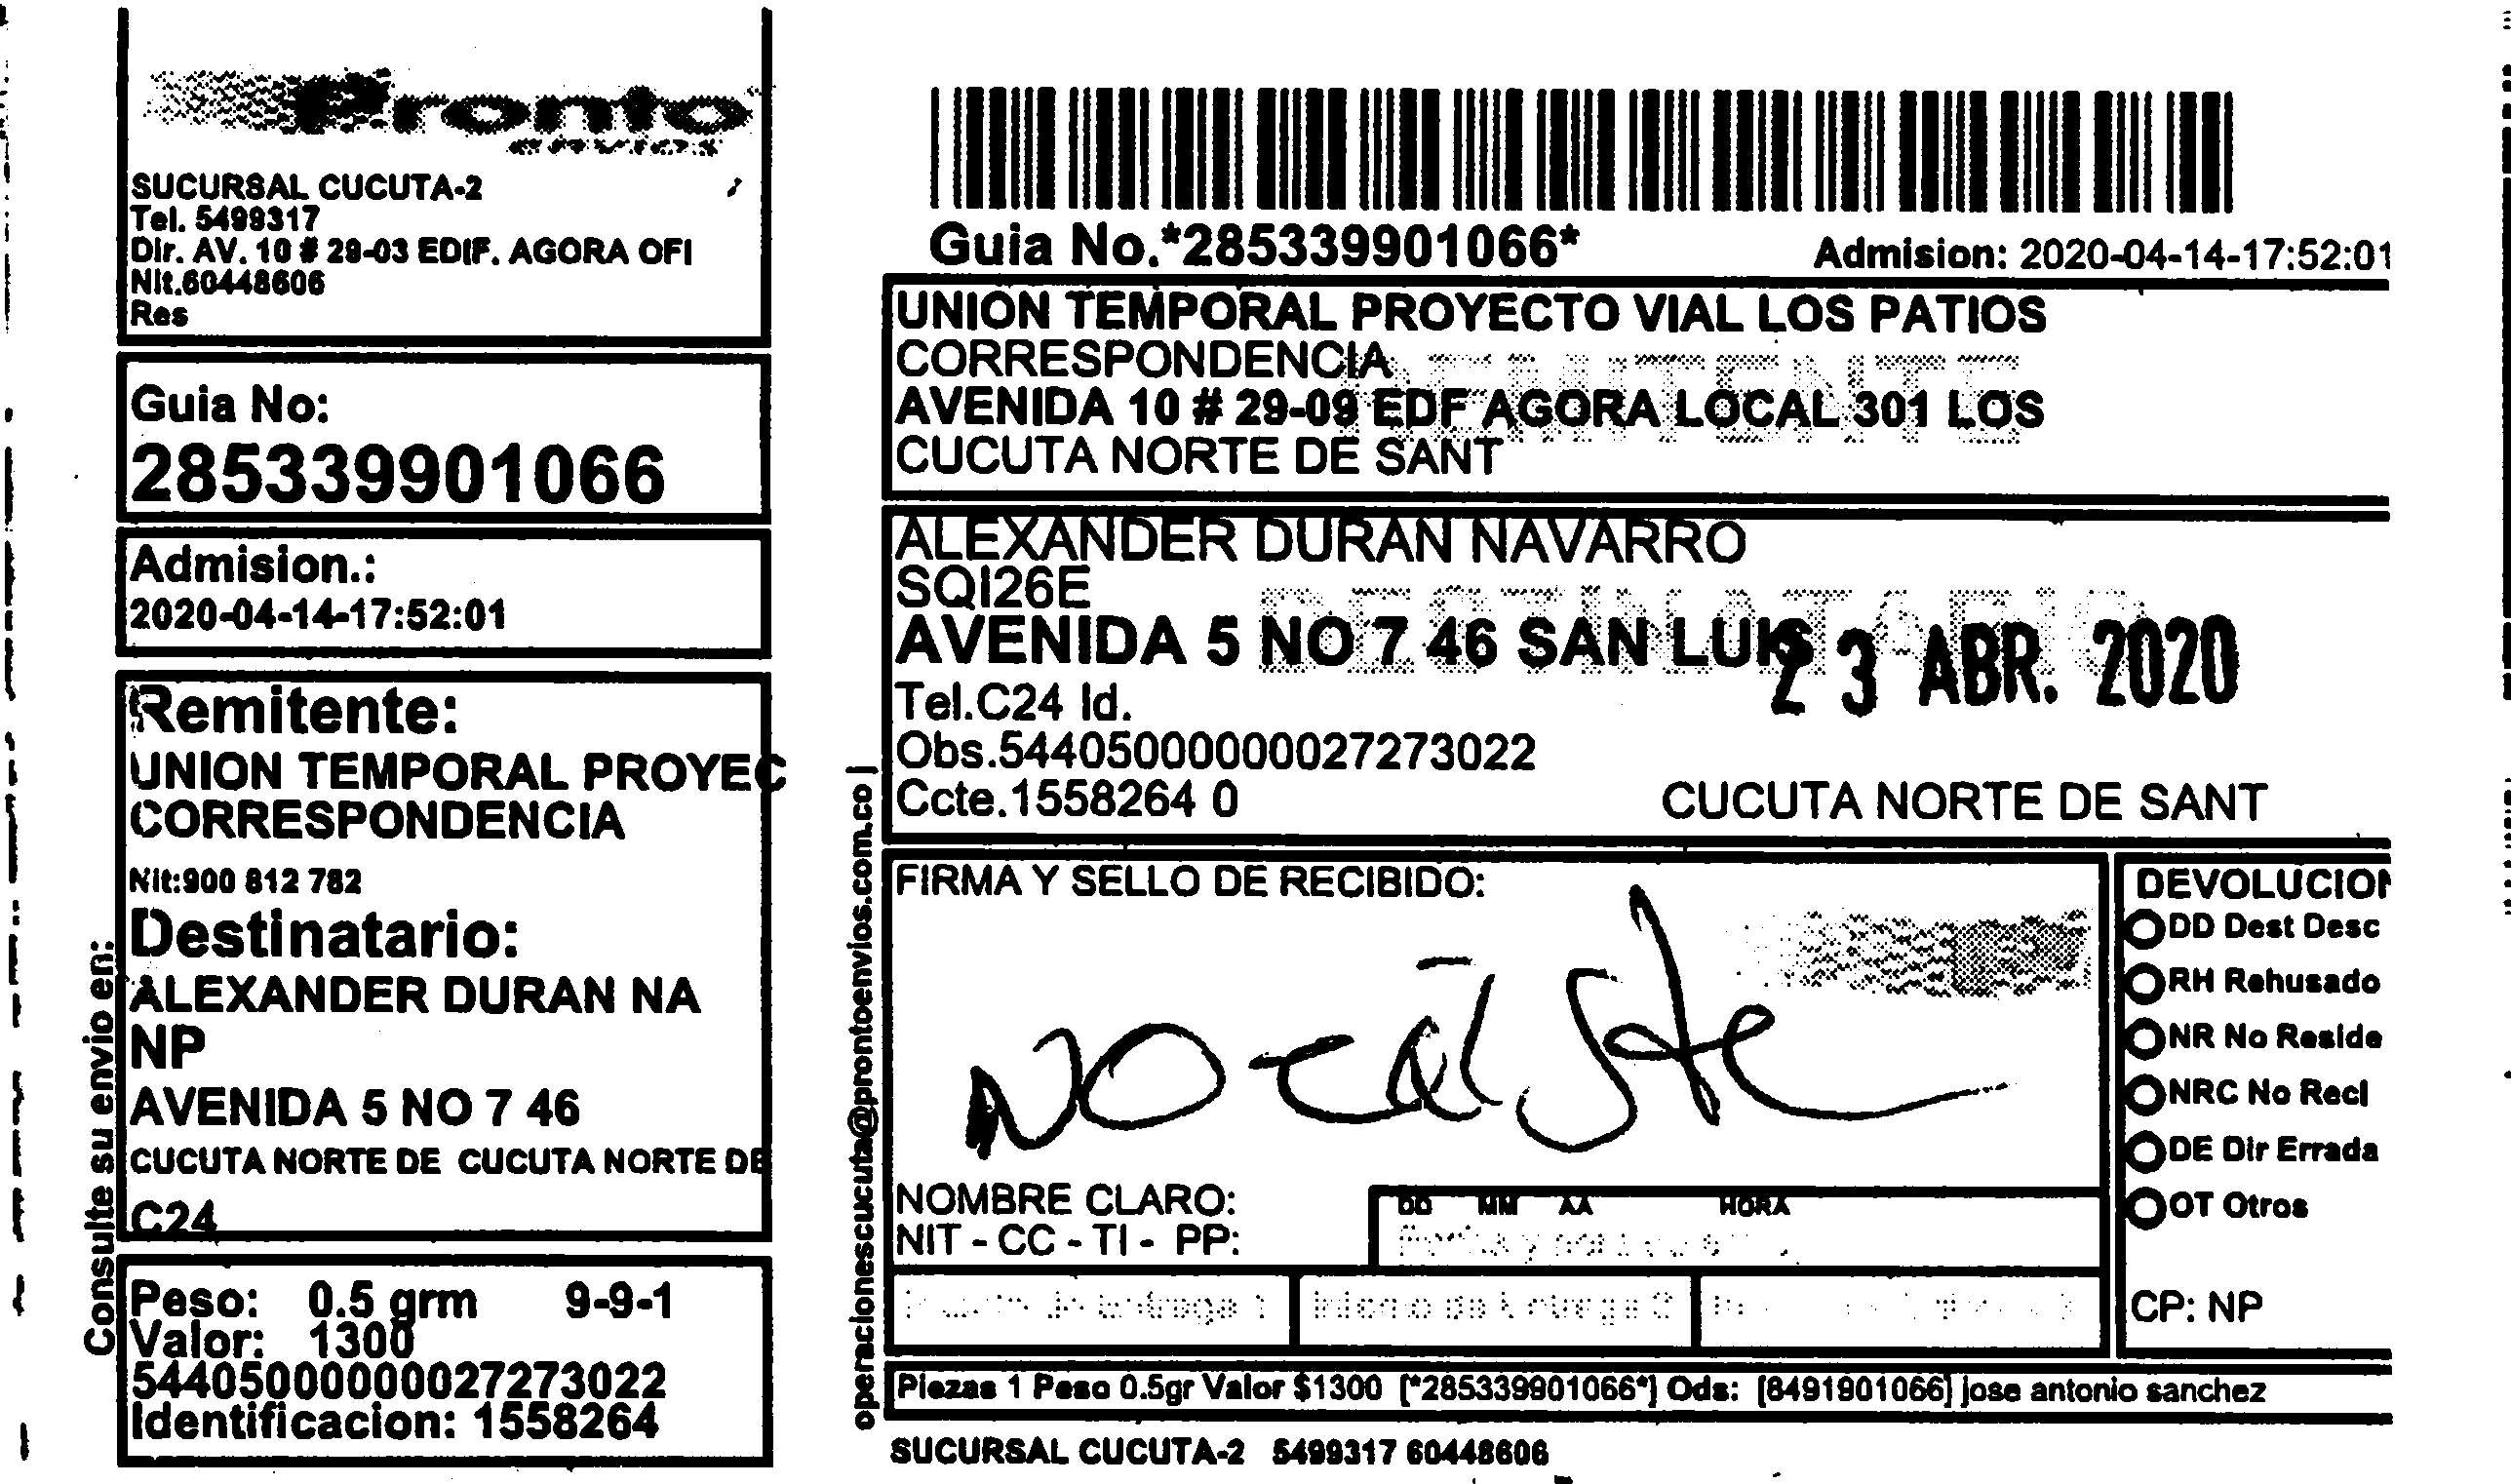 Pronto
envios
SUCURSAL CUCUTA-2
Tel. 5499317
Dir. AV. 10 # 29-03 EDIF. AGORA OFI
Nit.60448606
Res
Guia No:
285339901066
Admision.:
2020-04-14-17:52:01
Remitente:
UNION TEMPORAL PROYEC
CORRESPONDENCIA
Nit:900 812 782
Destinatario:
ALEXANDER DURAN NA
NP
AVENIDA 5 NO 7 46
CUCUTA NORTE DE CUCUTA NORTE DE
C24
Peso: 0.5 grm 9-9-1
Valor: 1300
544050000000027273022
Identificacion: 1558264
Consulte su envio en:
Guia No.*285339901066*
Admision: 2020-04-14-17:52:01
UNION TEMPORAL PROYECTO VIAL LOS PATIOS
CORRESPONDENCIA
REMITENTE
AVENIDA 10 # 29-09 EDF AGORA LOCAL 301 LOS
CUCUTA NORTE DE SANT
ALEXANDER DURAN NAVARRO
SQI26E
DESTINATARIO
AVENIDA 5 NO 7 46 SAN LUIS
23 ABR. 2020
Tel.C24 Id.
Obs.544050000000027273022
Ccte.1558264 0
CUCUTA NORTE DE SANT
operacionescucuta@prontoenvios.com.co |
FIRMA Y SELLO DE RECIBIDO:
NO
NOMBRE CLARO:
NIT - CC - TI - PP:
DD MM AA HORA
DEVOLUCION
DD Dest Desc
RH Rehusado
NR No Reside
NRC No Recl
DE Dir Errada
OT Otros
CP: NP
Piezas 1 Peso 0.5gr Valor $1300 [*285339901066*] Ods: [8491901066] jose antonio sanchez
SUCURSAL CUCUTA-2 5499317 60448606